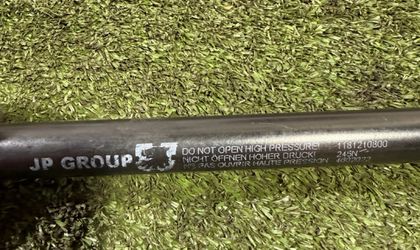 JP GROUP
DO NOT OPEN HIGH PRESSURE! 1181210800
NICHT ÖFFNEN HOHER DRUCK! 245N
NE PAS OUVRIR HAUTE PRESSION